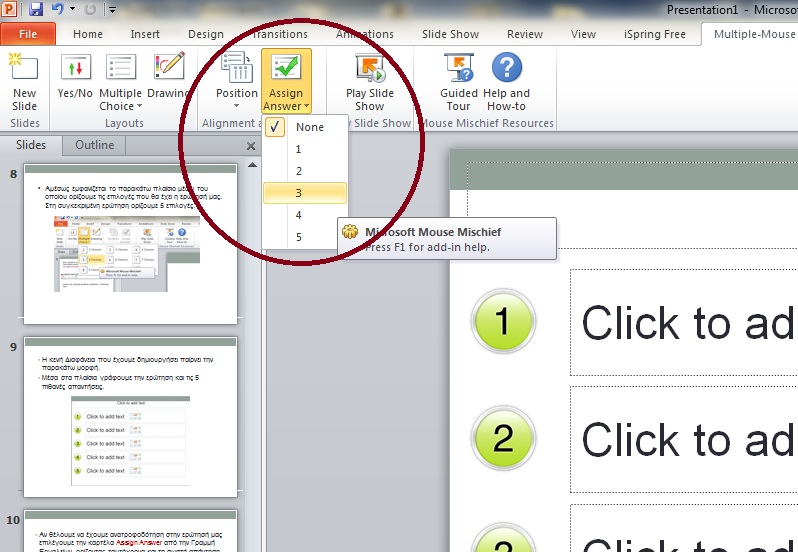 Presentation1 - Microsof
File Home Insert Design Transitions Animations Slide Show Review View iSpring Free Multiple-Mouse
New Slide
Yes/No
Multiple Choice
Drawing
Position
Assign Answer
Play Slide Show
Guided Tour
Help and How-to
Slides
Layouts
Alignment a
y Slide Show
Mouse Mischief Resources
None
1
2
3
4
5
Microsoft Mouse Mischief
Press F1 for add-in help.
Slides Outline
8
• Αμέσως εμφανίζεται το παρακάτω πλαίσιο μέσω του
οποίου ορίζουμε τις επιλογές που θα έχει η ερώτησή μας.
Στη συγκεκριμένη ερώτηση ορίζουμε 5 επιλογές.
9
• Η κενή Διαφάνεια που έχουμε δημιουργήσει παίρνει την
παρακάτω μορφή.
• Μέσα στα πλαίσια γράφουμε την ερώτηση και τις 5
πιθανές απαντήσεις.
Click to add text
1 Click to add text
2 Click to add text
3 Click to add text
4 Click to add text
5 Click to add text
10
• Αν θέλουμε να έχουμε ανατροφοδότηση στην ερώτησή μας
επιλέγουμε την καρτέλα Assign Answer από την Γραμμή
1 Click to ad
2 Click to ad